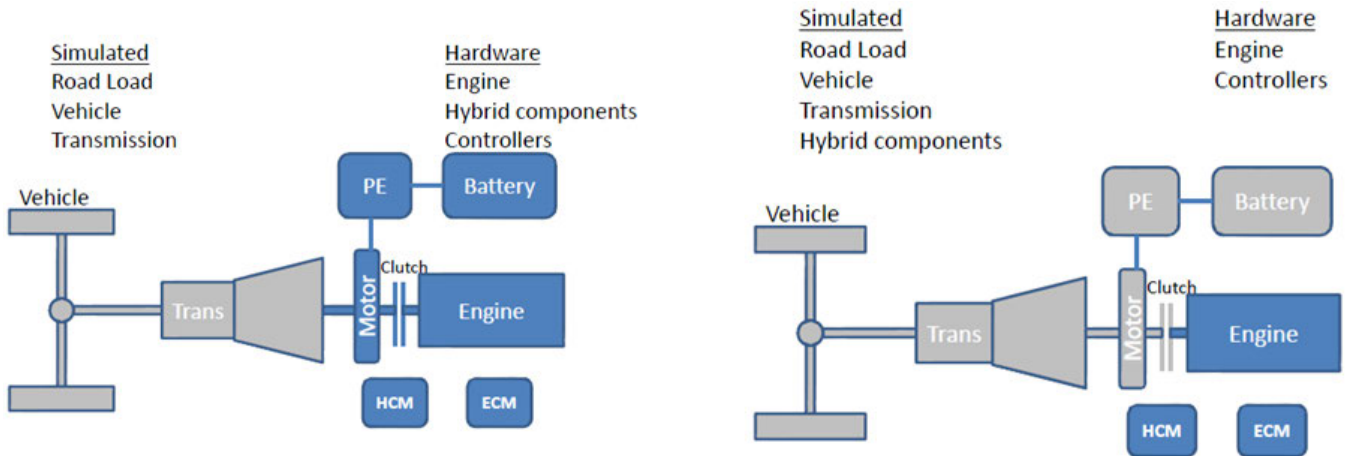 Simulated
Road Load
Vehicle
Transmission
Hardware
Engine
Hybrid components
Controllers
PE
Battery
Vehicle
Clutch
Trans
Motor
Engine
HCM
ECM
Simulated
Road Load
Vehicle
Transmission
Hybrid components
Hardware
Engine
Controllers
PE
Battery
Vehicle
Clutch
Trans
Motor
Engine
HCM
ECM